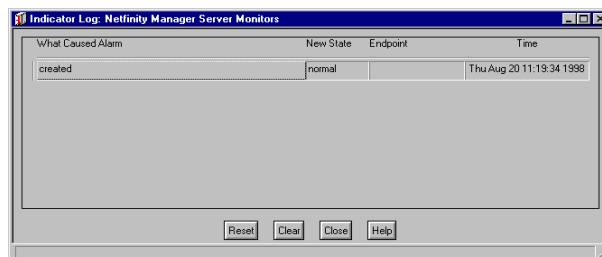 Indicator Log: Netfinity Manager Server Monitors
What Caused Alarm New State Endpoint Time
created normal Thu Aug 20 11:19:34 1998
Reset Clear Close Help